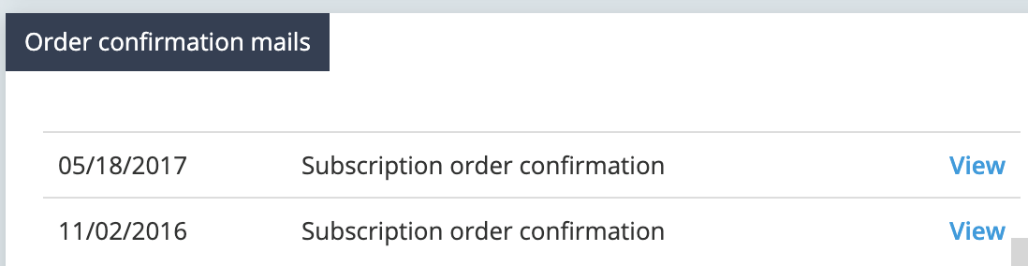 Order confirmation mails
05/18/2017 Subscription order confirmation View
11/02/2016 Subscription order confirmation View